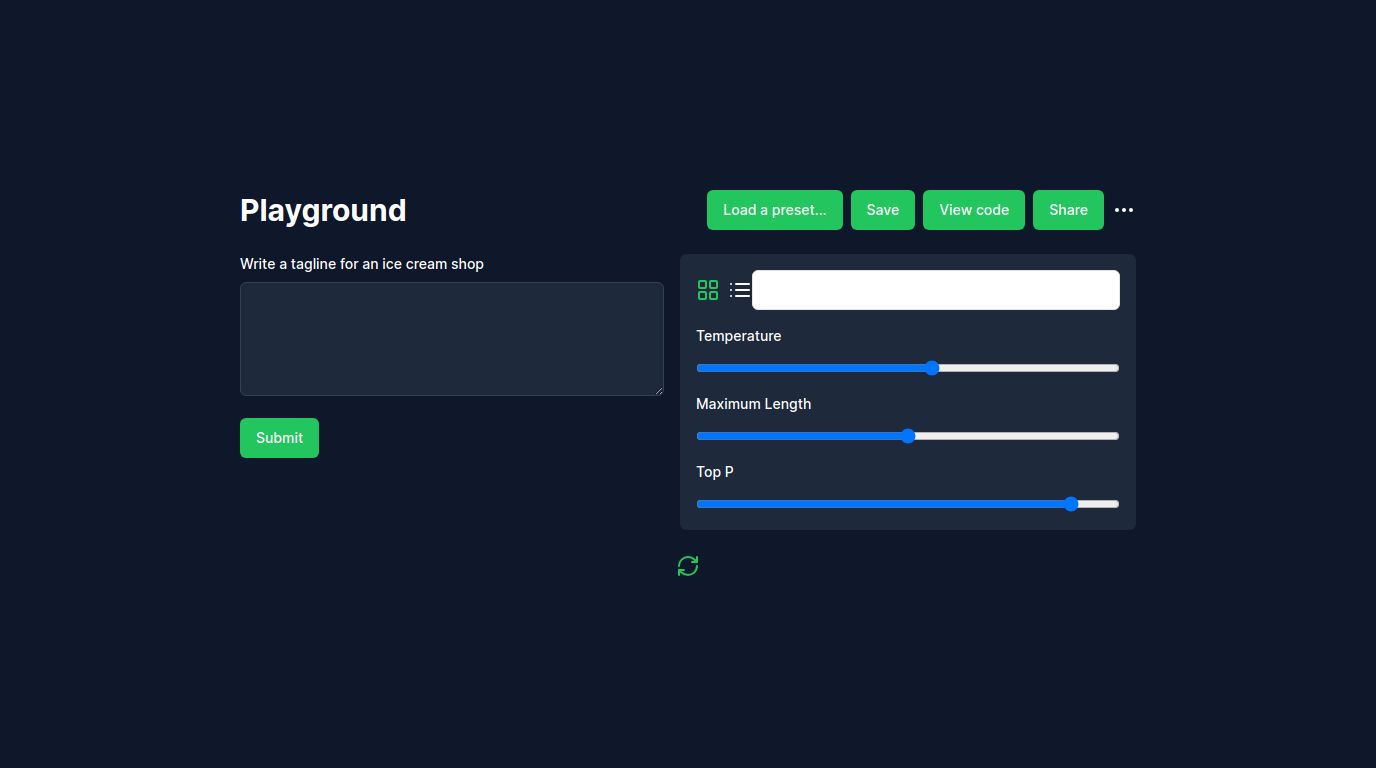 Playground
Load a preset...
Save
View code
Share
Write a tagline for an ice cream shop
Submit
Temperature
Maximum Length
Top P